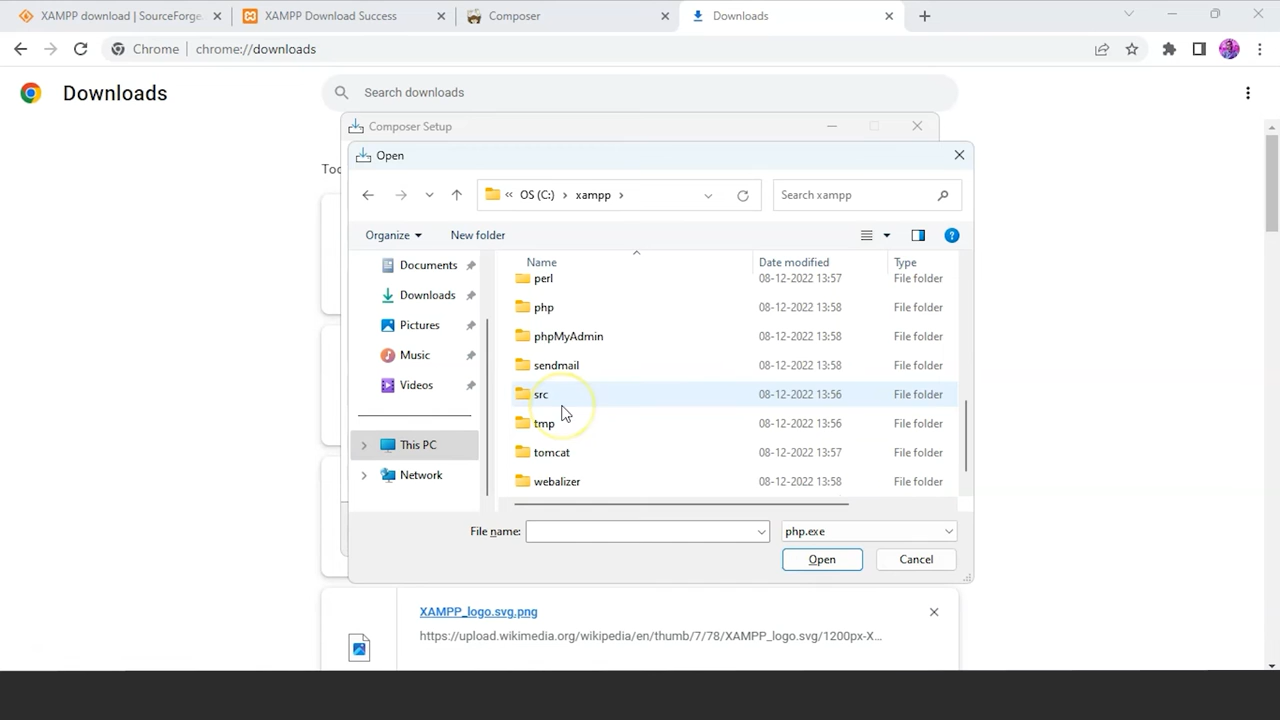 XAMPP download | SourceForge. XAMPP Download Success Composer Downloads
Chrome chrome://downloads
Downloads Search downloads
Composer Setup
Open
OS (C:) xampp Search xampp
Organize New folder
Name Date modified Type
Documents perl 08-12-2022 13:57 File folder
Downloads php 08-12-2022 13:58 File folder
Pictures phpMyAdmin 08-12-2022 13:58 File folder
Music sendmail 08-12-2022 13:58 File folder
Videos src 08-12-2022 13:56 File folder
tmp 08-12-2022 13:56 File folder
This PC tomcat 08-12-2022 13:57 File folder
Network webalizer 08-12-2022 13:58 File folder
File name: php.exe
Open Cancel
XAMPP_logo.svg.png
https://upload.wikimedia.org/wikipedia/en/thumb/7/78/XAMPP_logo.svg/1200px-X...